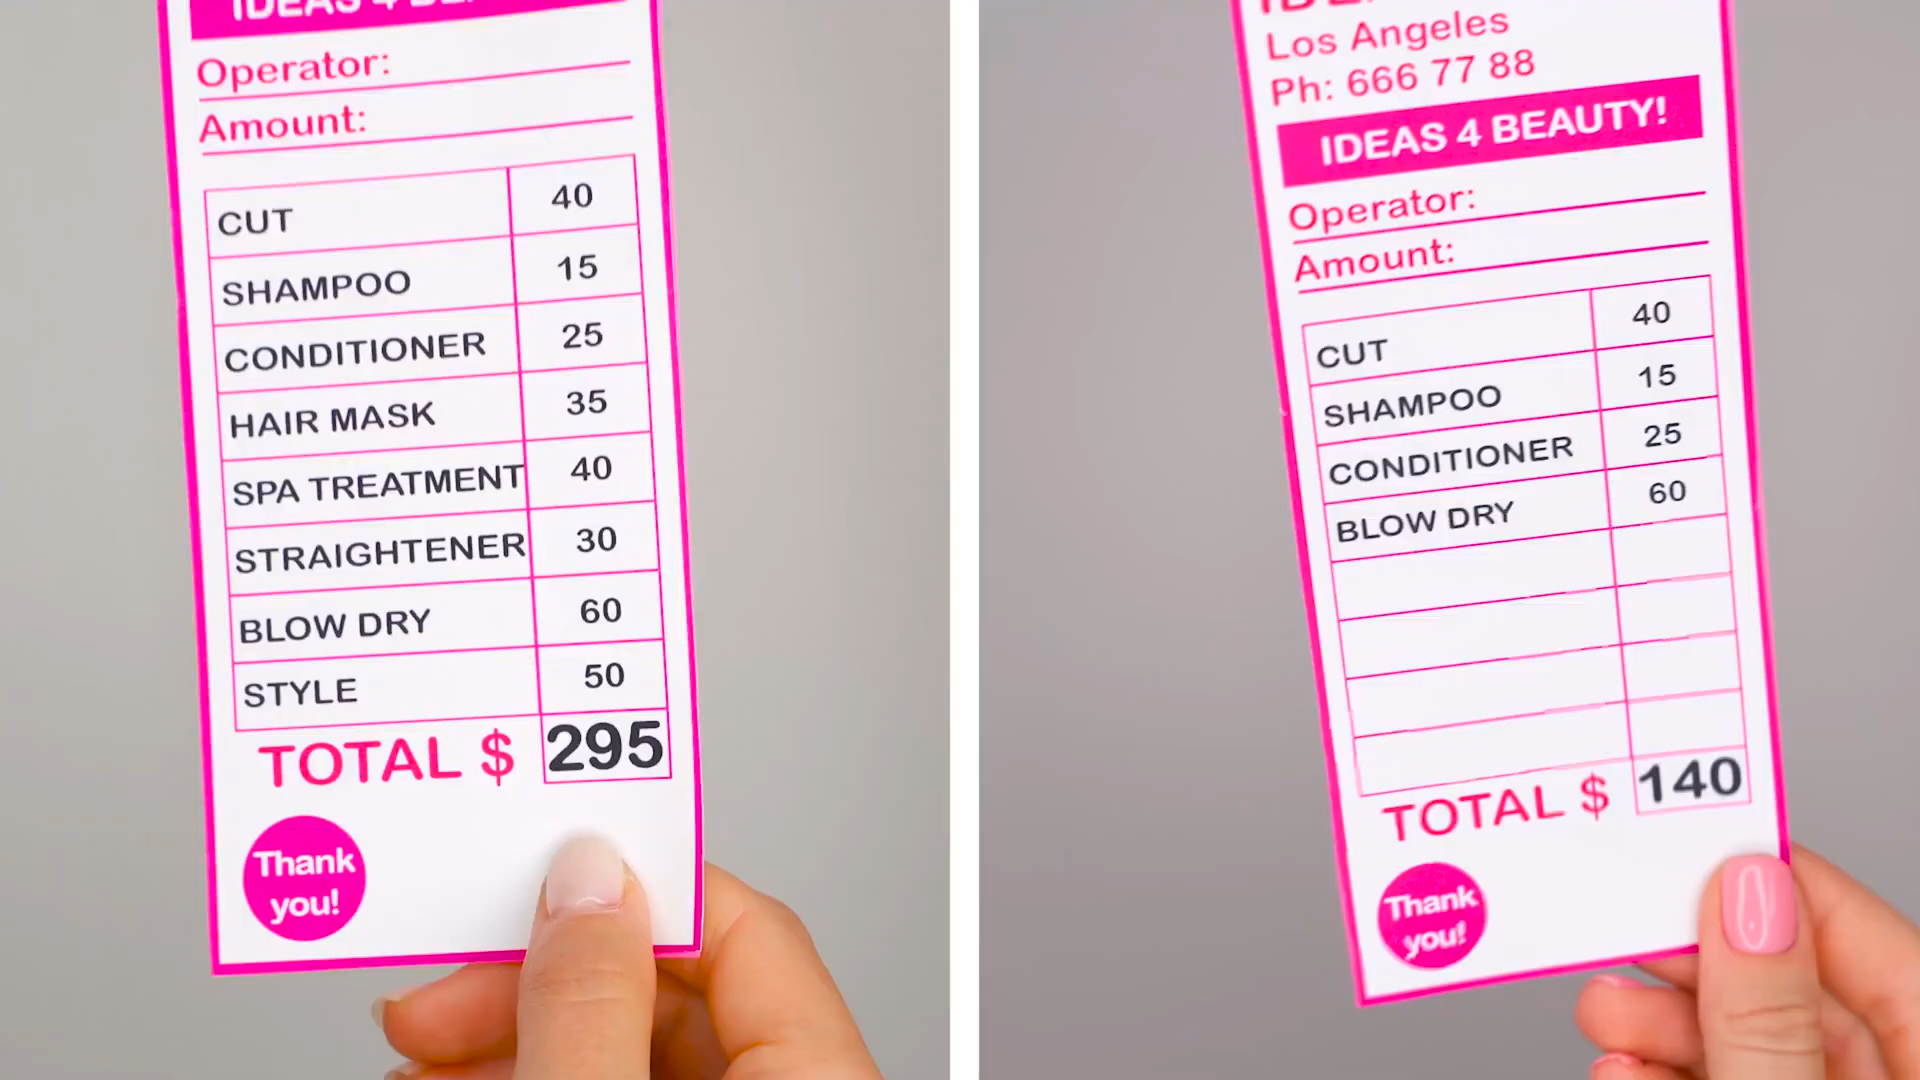 IDEAS 4
Operator:
Amount:
CUT 40
SHAMPOO 15
CONDITIONER 25
HAIR MASK 35
SPA TREATMENT 40
STRAIGHTENER 30
BLOW DRY 60
STYLE 50
TOTAL $ 295
Thank
you!
Los Angeles
Ph: 666 77 88
IDEAS 4 BEAUTY!
Operator:
Amount:
CUT 40
SHAMPOO 15
CONDITIONER 25
BLOW DRY 60
TOTAL $ 140
Thank
you!